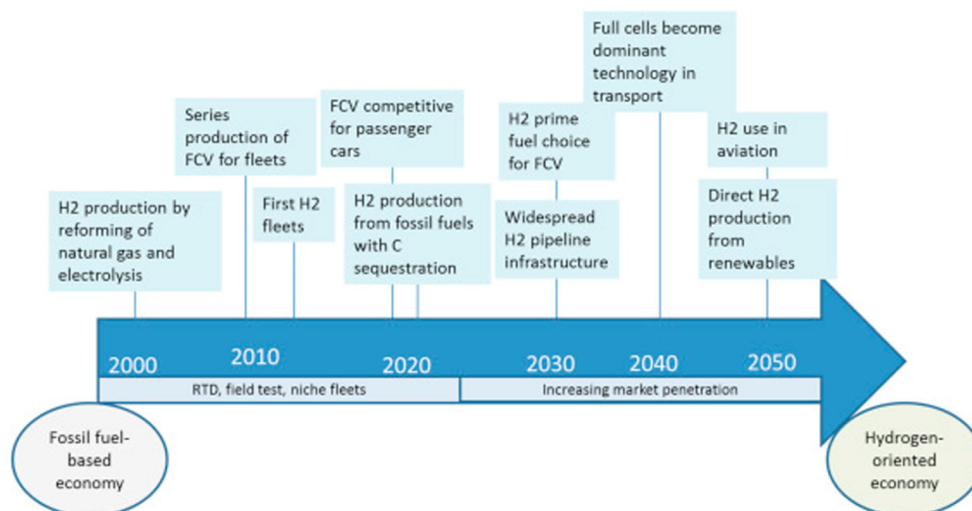 H2 production by
reforming of
natural gas and
electrolysis
Series
production of
FCV for fleets
First H2
fleets
FCV competitive
for passenger
cars
H2 production
from fossil fuels
with C
sequestration
H2 prime
fuel choice
for FCV
Widespread
H2 pipeline
infrastructure
Full cells become
dominant
technology in
transport
H2 use in
aviation
Direct H2
production
from
renewables
2000
2010
2020
2030
2040
2050
RTD, field test, niche fleets
Increasing market penetration
Fossil fuel-
based
economy
Hydrogen-
oriented
economy